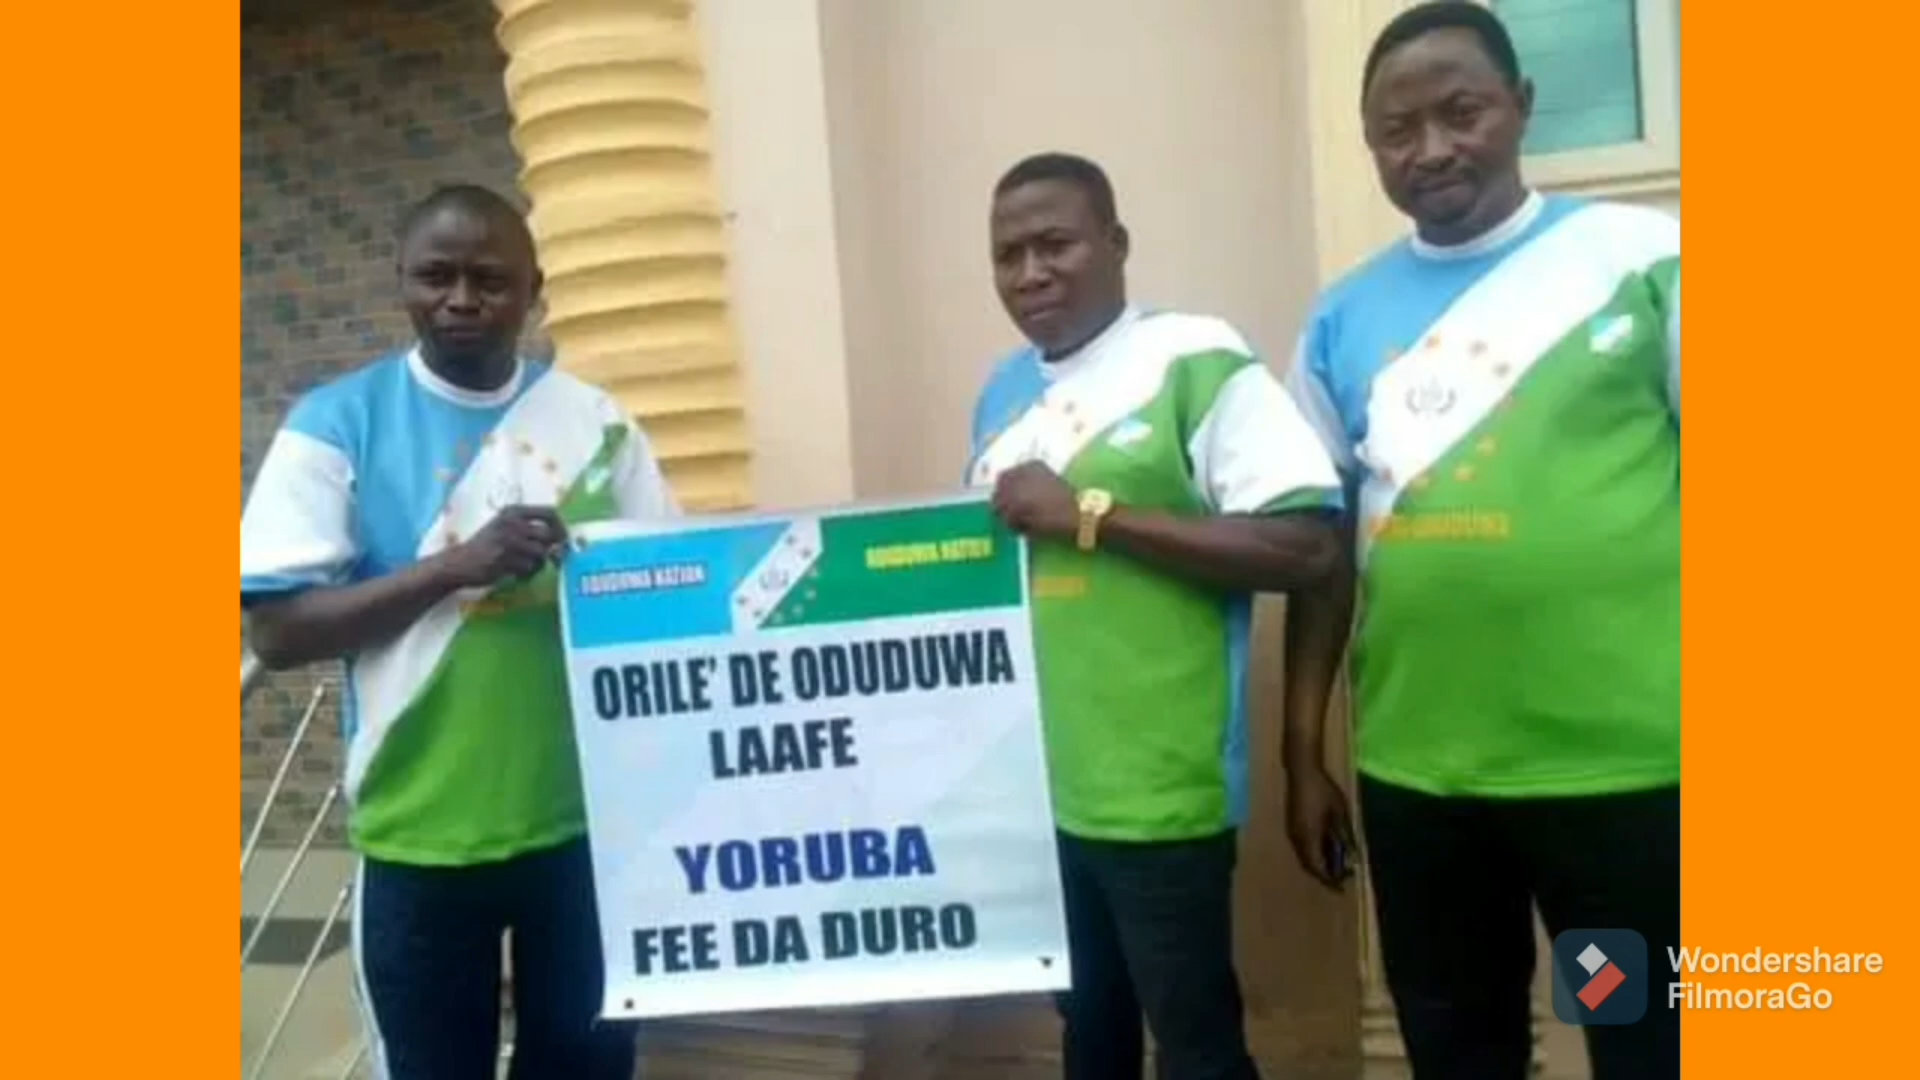 ODUDUWA NATION
ODUDUWA NATION
ORILE' DE ODUDUWA
LAAFE
YORUBA
FEE DA DURO
Wondershare
FilmoraGo